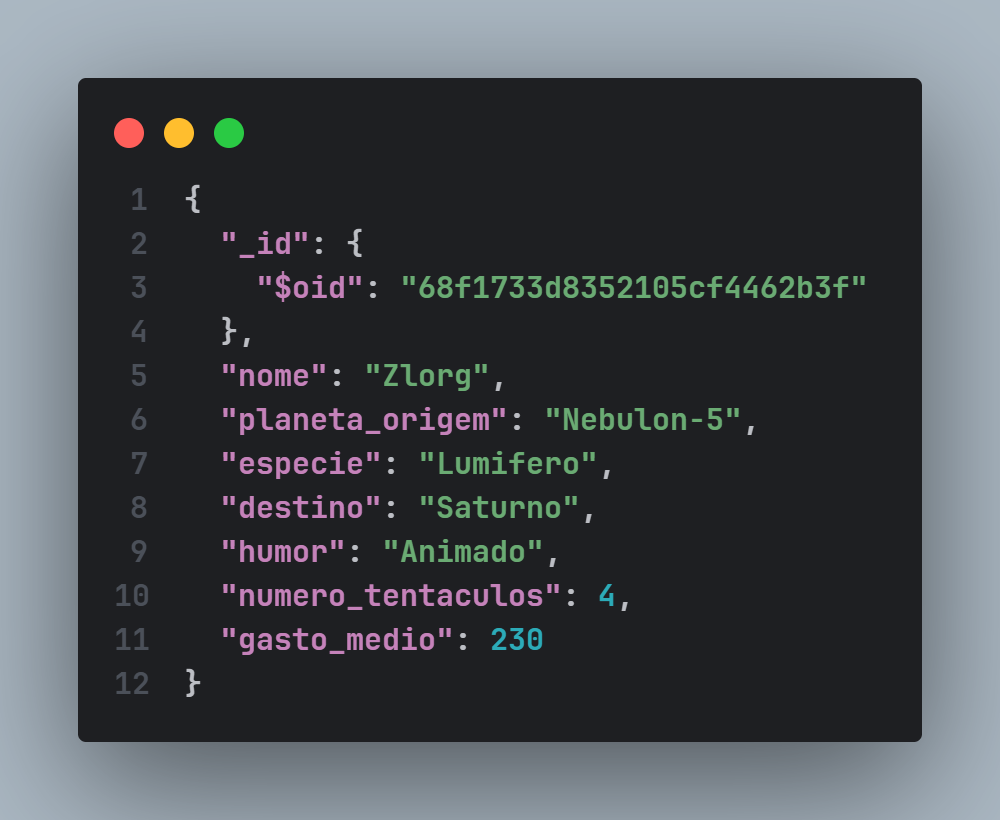 1 {
2   "_id": {
3     "$oid": "68f1733d8352105cf4462b3f"
4   },
5   "nome": "Zlorg",
6   "planeta_origem": "Nebulon-5",
7   "especie": "Lumifero",
8   "destino": "Saturno",
9   "humor": "Animado",
10   "numero_tentaculos": 4,
11   "gasto_medio": 230
12 }